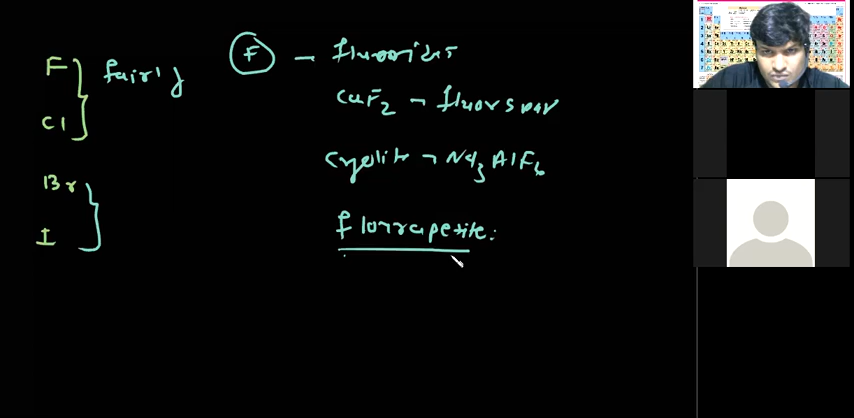 F
Cl
fairly
Br
I
F - fluorides
CaF2 - fluorspar
Cryolite - Na3AlF6
florrapetite.